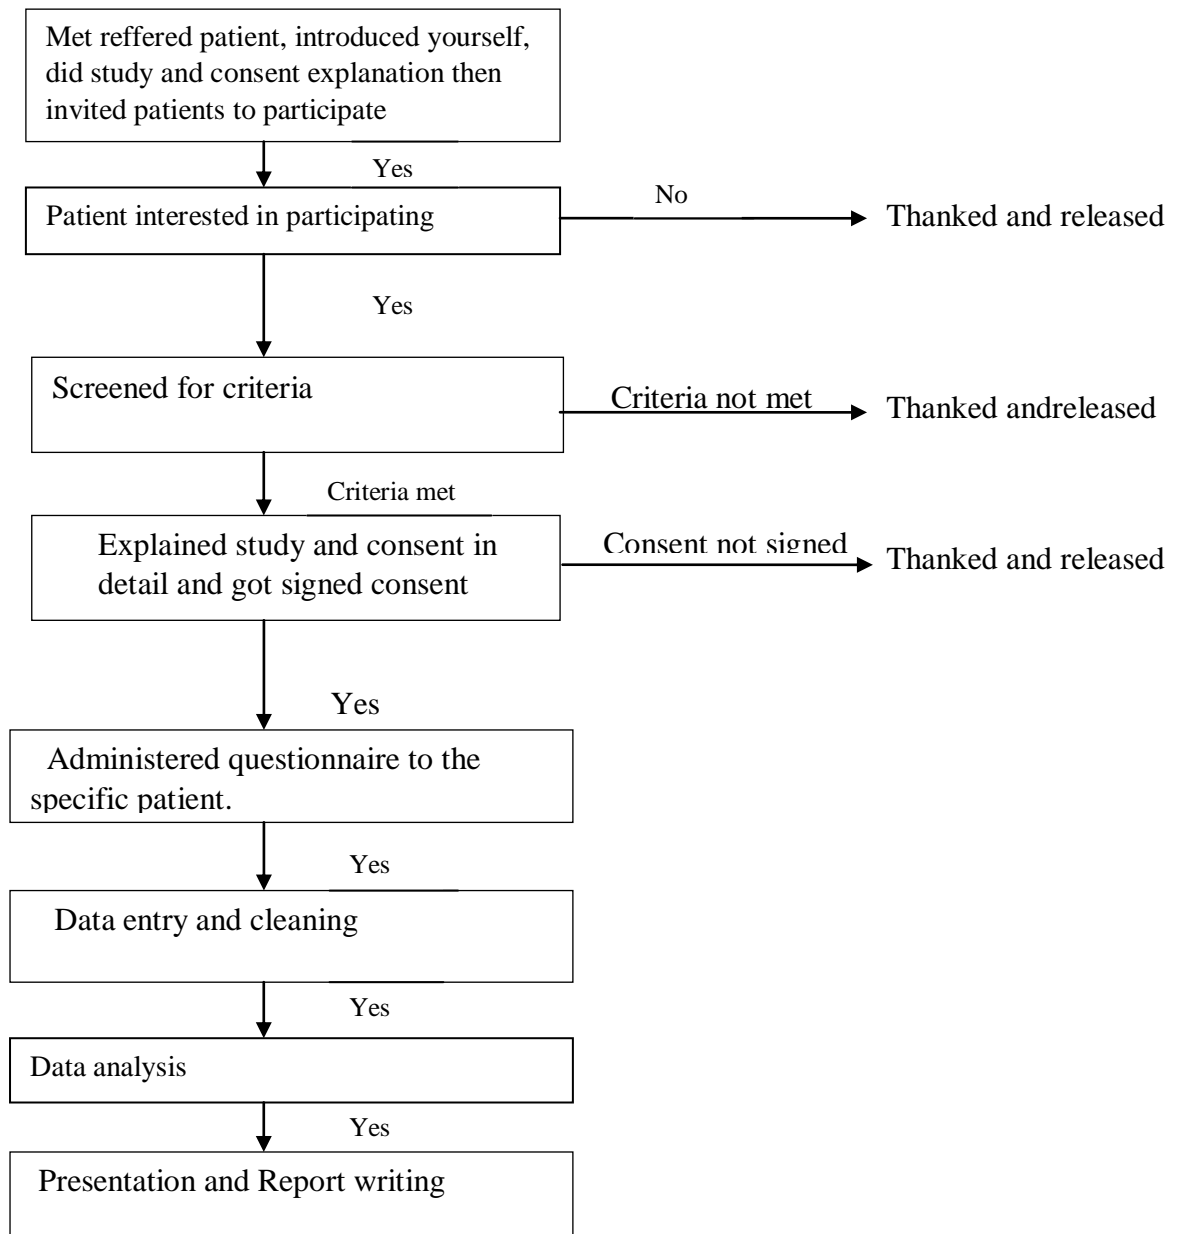 Met reffered patient, introduced yourself,
did study and consent explanation then
invited patients to participate
Yes
Patient interested in participating
No
Thanked and released
Yes
Screened for criteria
Criteria not met
Thanked andreleased
Criteria met
Explained study and consent in
detail and got signed consent
Consent not signed
Thanked and released
Yes
Administered questionnaire to the
specific patient.
Yes
Data entry and cleaning
Yes
Data analysis
Yes
Presentation and Report writing